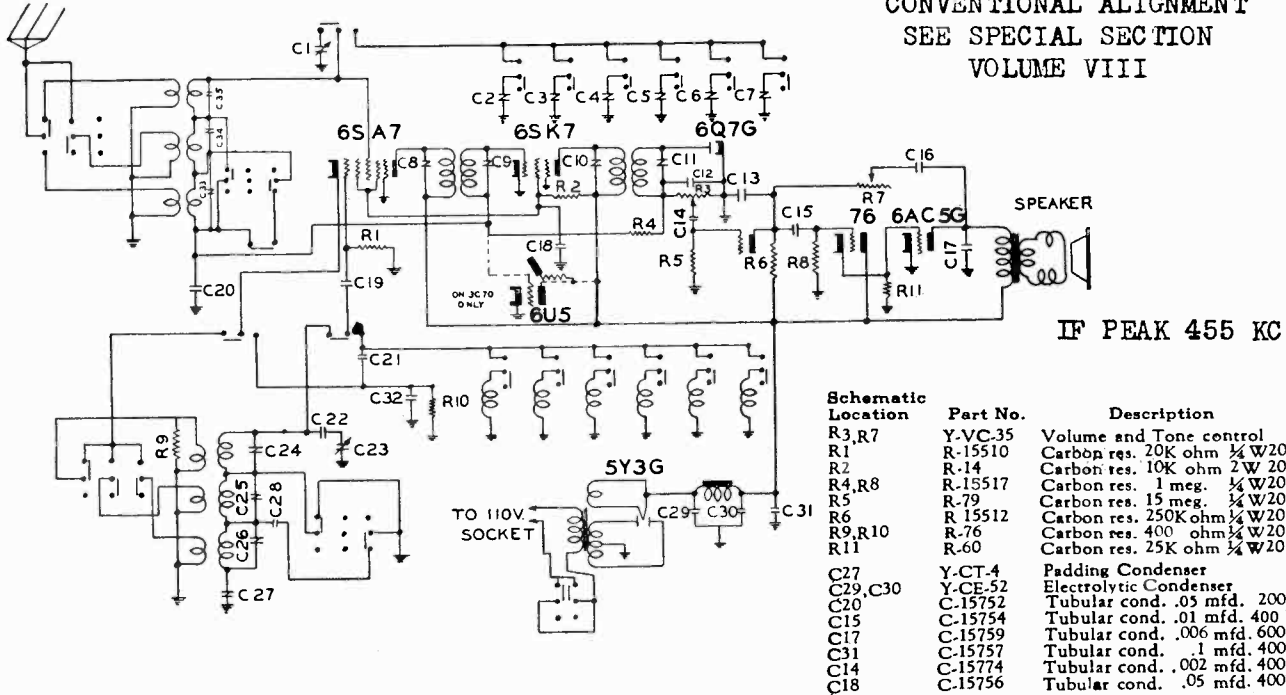 CONVENTIONAL ALIGNMENT
SEE SPECIAL SECTION
VOLUME VIII
C1
C2
C3
C4
C5
C6
C7
C35
C34
C33
6SA7
6SK7
6Q7G
C8
C9
C10
C11
C12
C13
R2
R3
C14
R4
C16
R7
76
6AC5G
SPEAKER
C15
C17
R1
C18
R5
R6
R8
R11
C20
C19
ON JC70
ONLY
6U5
IF PEAK 455 KC
C21
C32
R10
R9
C22
C23
C24
C25
C28
C26
C27
5Y3G
TO 110V.
SOCKET
C29
C30
C31
Schematic
Location Part No. Description
R3,R7 Y-VC-35 Volume and Tone control
R1 R-15510 Carbon res. 20K ohm ¼ W20
R2 R-14 Carbon res. 10K ohm 2 W 20
R4,R8 R-15517 Carbon res. 1 meg. ¼ W20
R5 R-79 Carbon res. 15 meg. ¼ W20
R6 R 15512 Carbon res. 250K ohm ¼ W20
R9,R10 R-76 Carbon res. 400 ohm ¼ W20
R11 R-60 Carbon res. 25K ohm ¼ W20
C27 Y-CT-4 Padding Condenser
C29,C30 Y-CE-52 Electrolytic Condenser
C20 C-15752 Tubular cond. .05 mfd. 200
C15 C-15754 Tubular cond. .01 mfd. 400
C17 C-15759 Tubular cond. .006 mfd. 600
C31 C-15757 Tubular cond. .1 mfd. 400
C14 C-15774 Tubular cond. .002 mfd. 400
C18 C-15756 Tubular cond. .05 mfd. 400